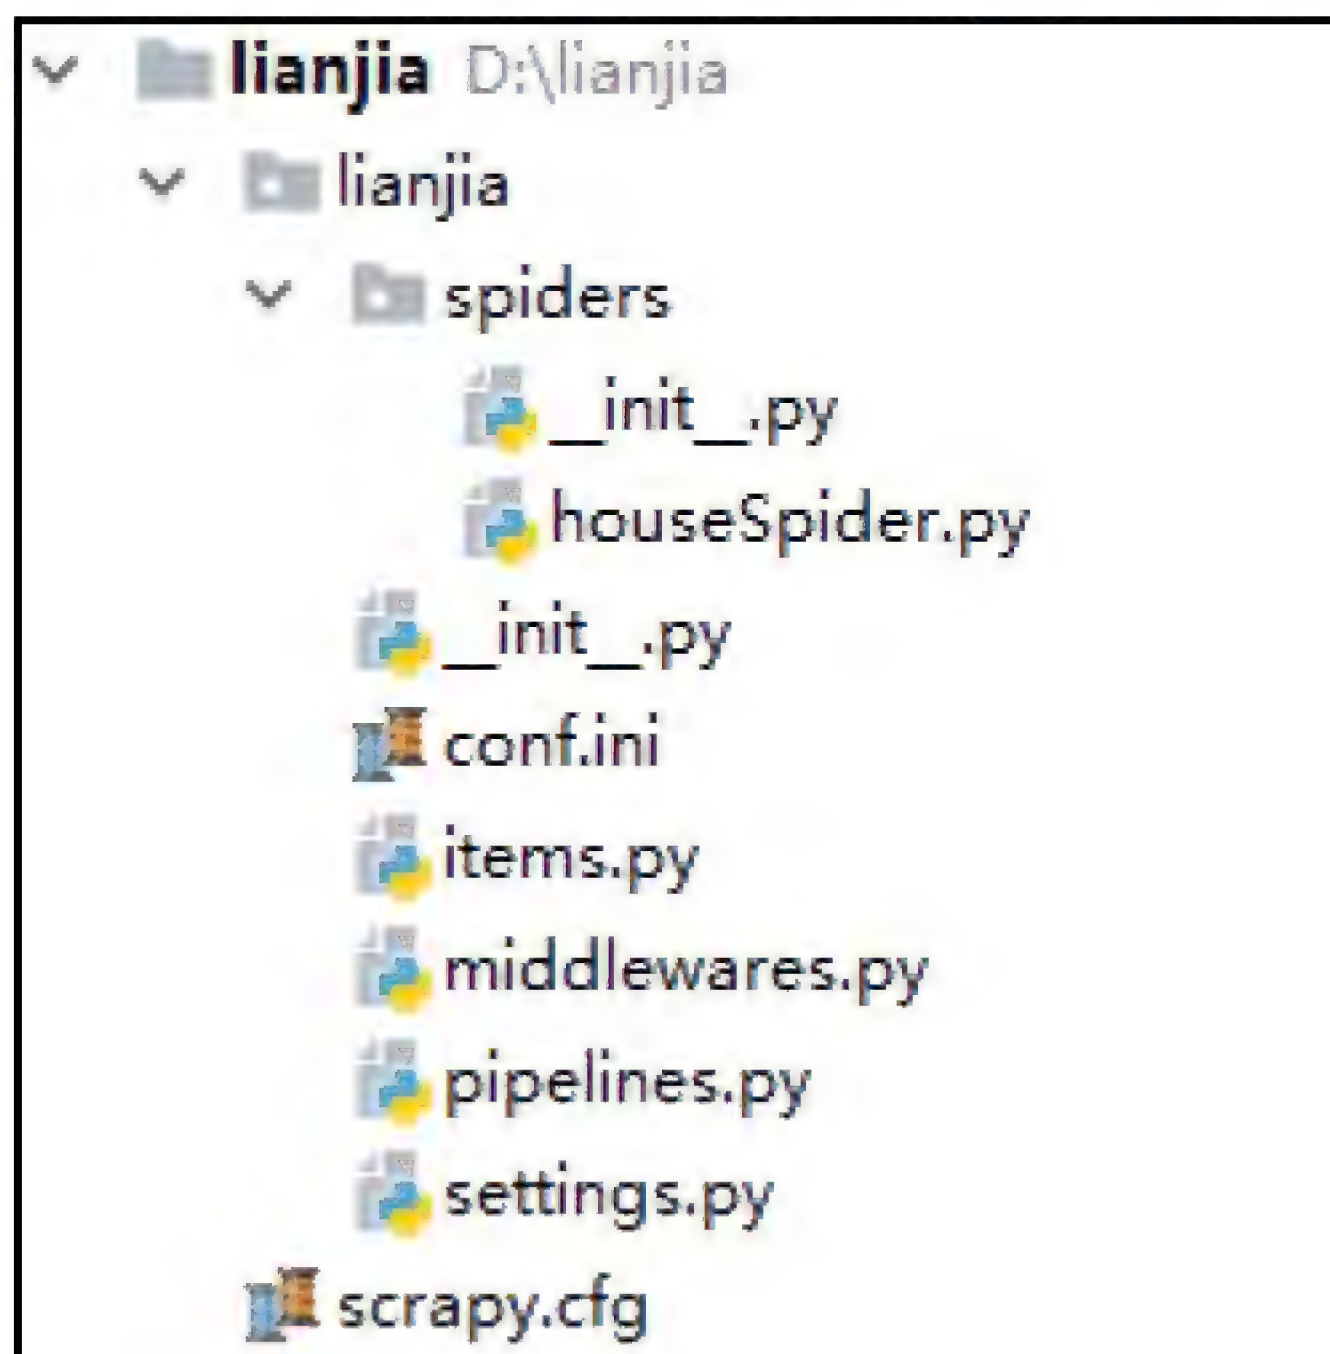 lianjia D:\lianjia
lianjia
spiders
__init__.py
houseSpider.py
__init__.py
conf.ini
items.py
middlewares.py
pipelines.py
settings.py
scrapy.cfg